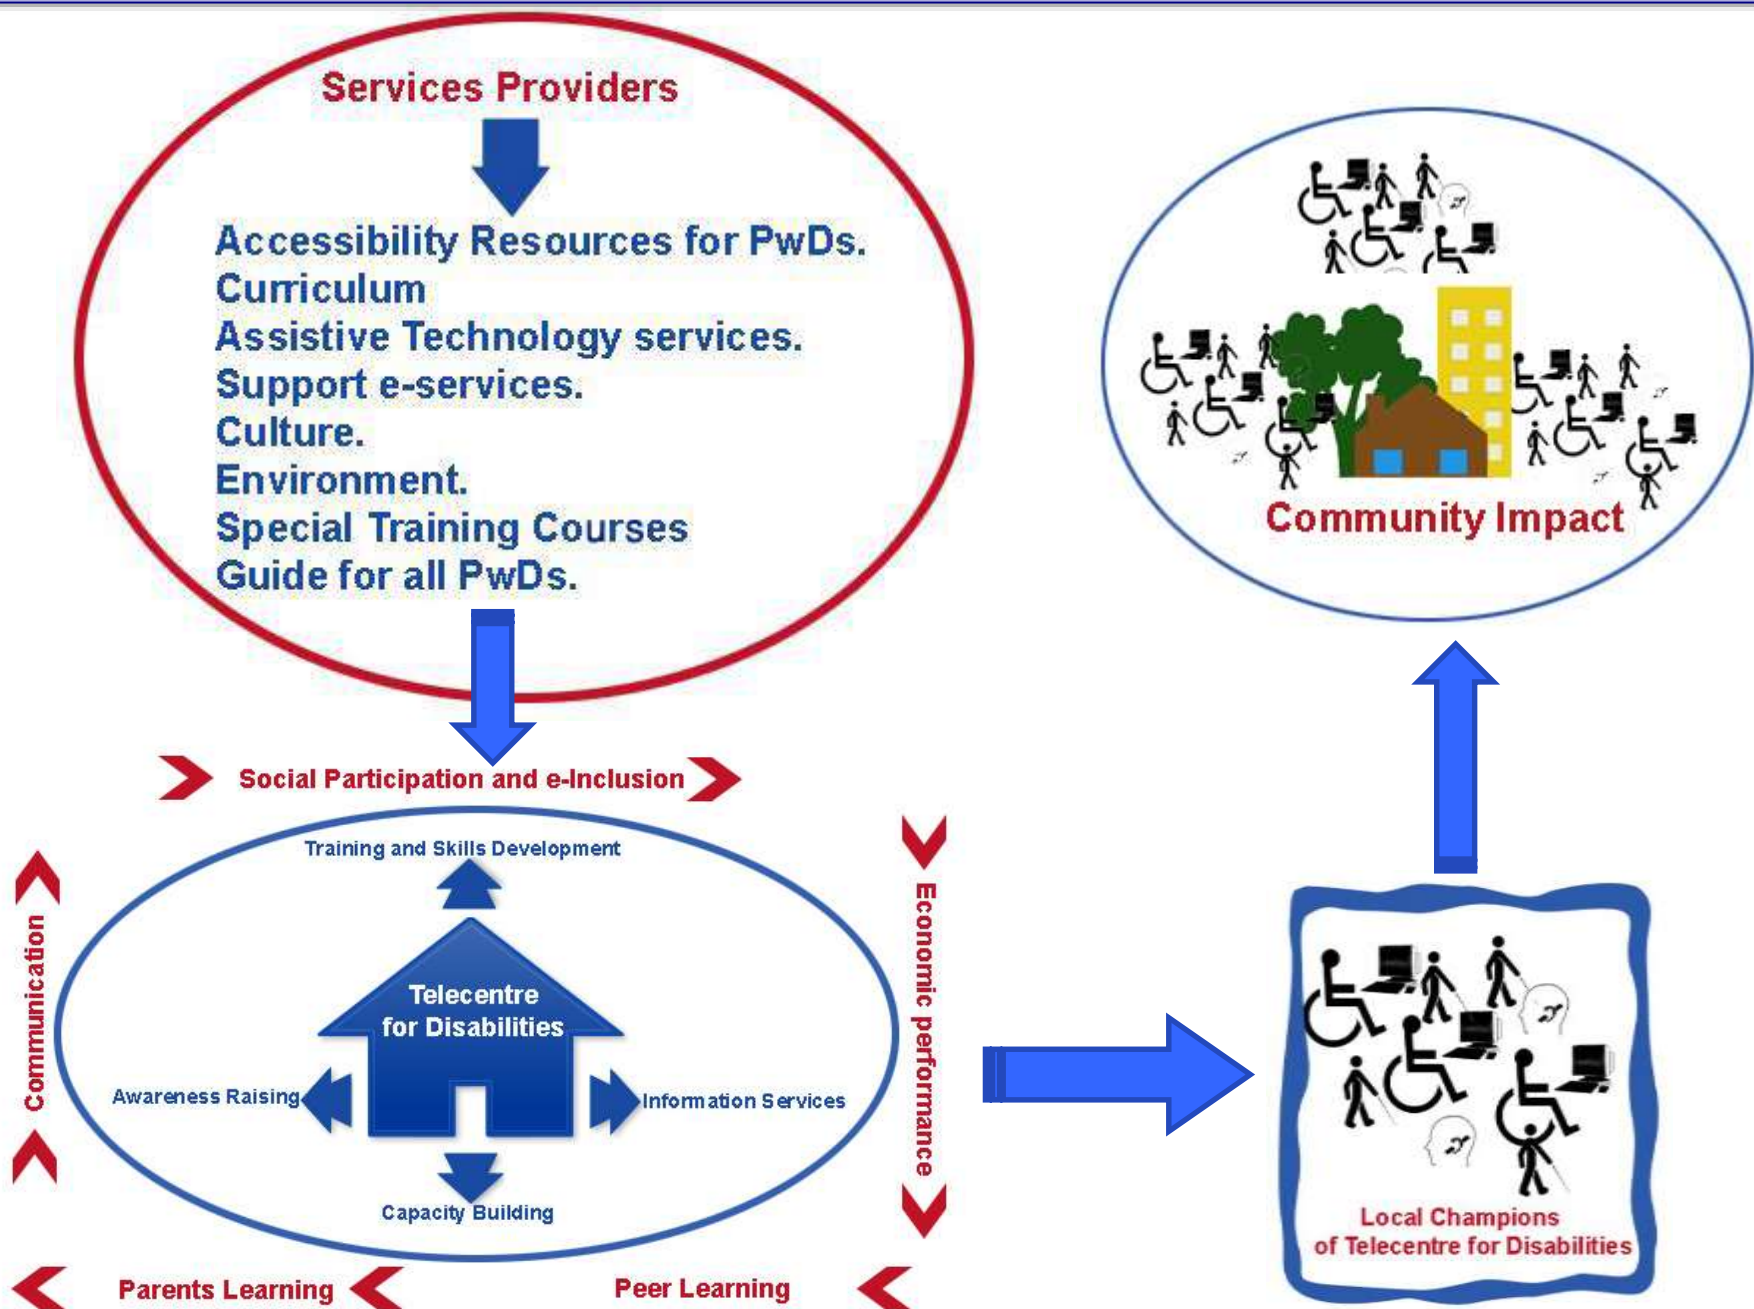 Services Providers
Accessibility Resources for PwDs.
Curriculum
Assistive Technology services.
Support e-services.
Culture.
Environment.
Special Training Courses
Guide for all PwDs.
Community Impact
Social Participation and e-Inclusion
Training and Skills Development
Communication
Telecentre
for Disabilities
Awareness Raising
Information Services
Capacity Building
Economic performance
Parents Learning
Peer Learning
Local Champions
of Telecentre for Disabilities